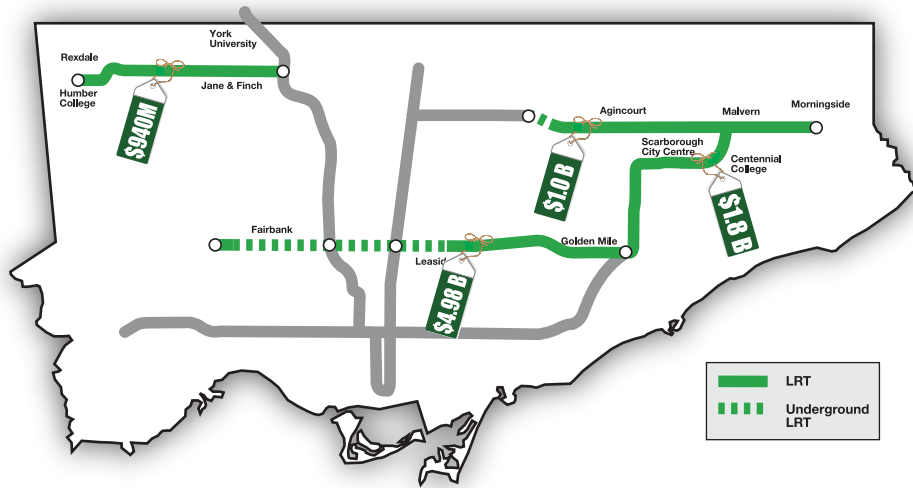 York
University
Rexdale
Humber
College
Jane & Finch
$940M
Agincourt
Malvern
Morningside
Scarborough
City Centre
Centennial
College
$1.0 B
$1.8 B
Fairbank
Leasid
Golden Mile
$4.98 B
LRT
Underground
LRT